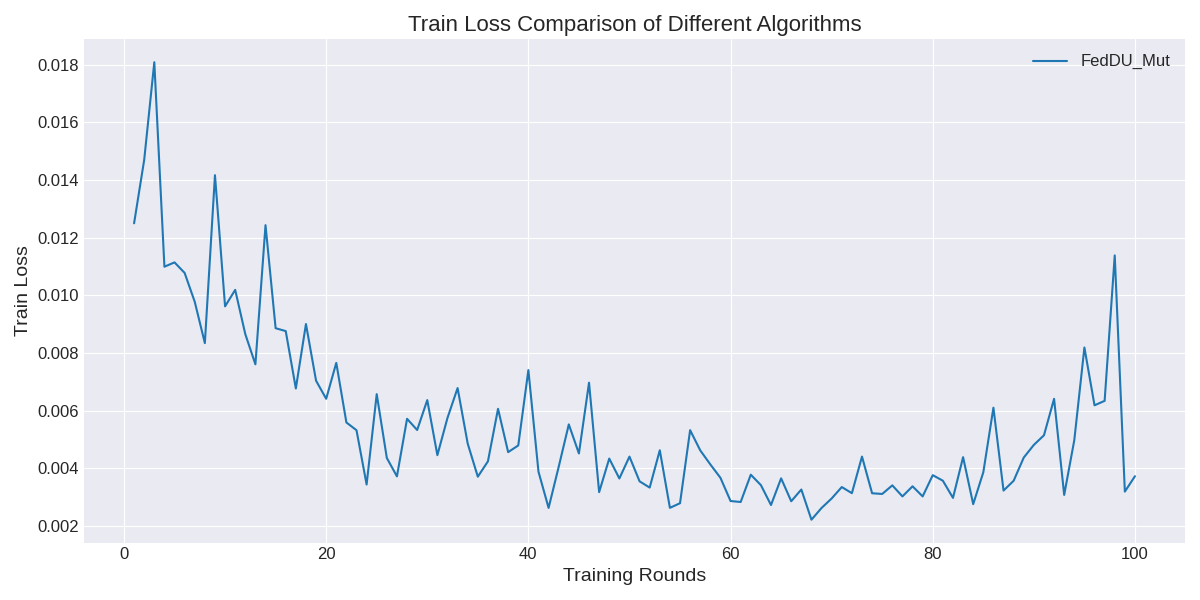 Train Loss Comparison of Different Algorithms
FedDU_Mut
0.018
0.016
0.014
0.012
0.010
0.008
0.006
0.004
0.002
Train Loss
0 20 40 60 80 100
Training Rounds